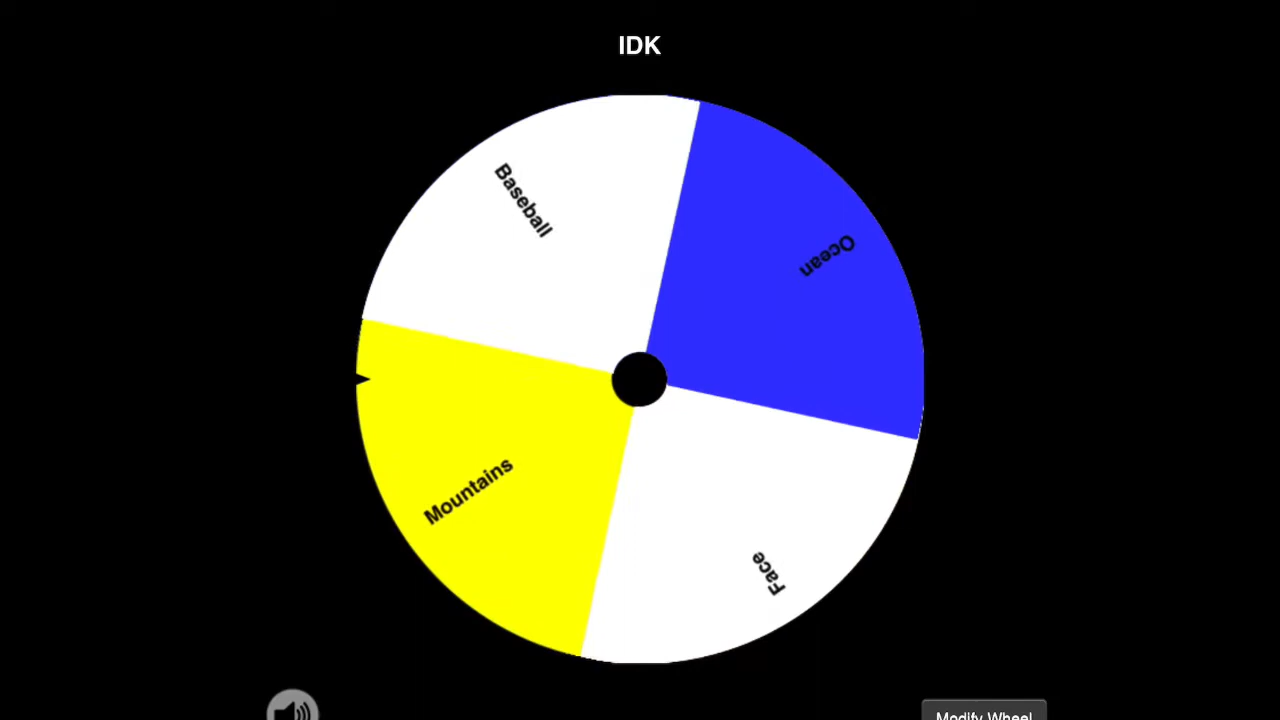 IDK
Baseball
Ocean
Mountains
Face
Modify Wheel